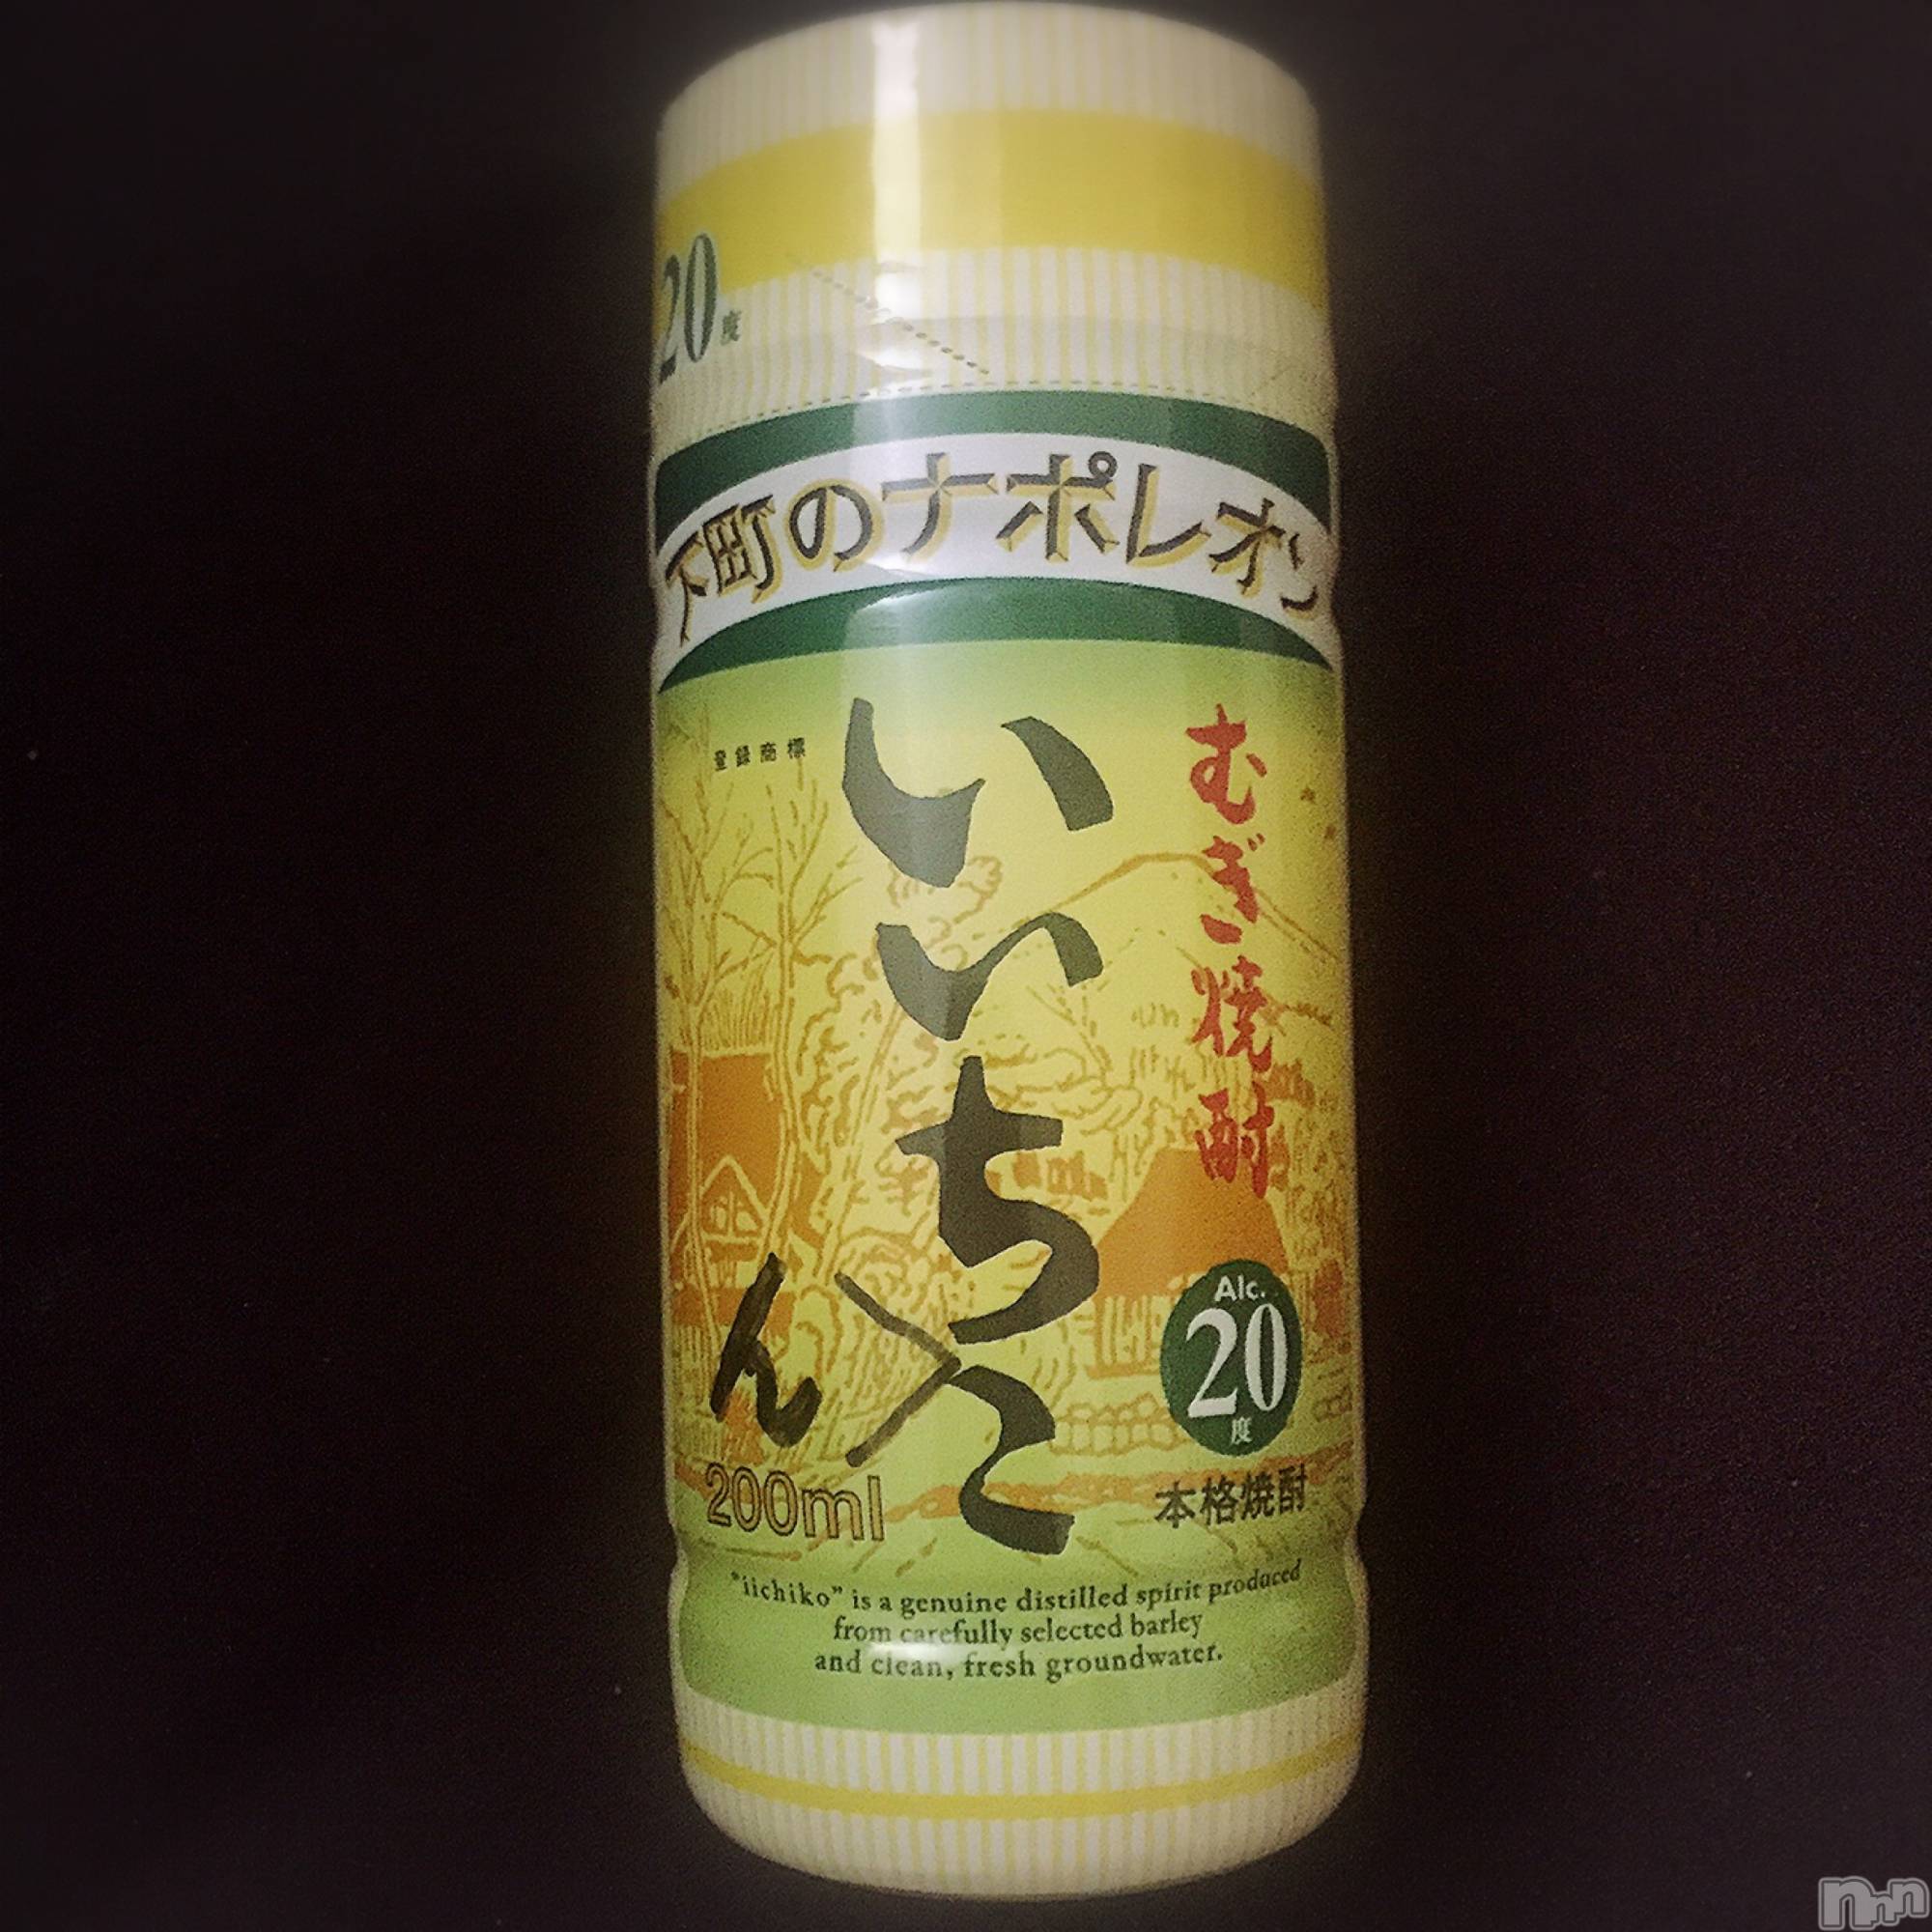 20度
下町のナポレオン
登録商標
むぎ焼酎
いいちこ
ん
Alc.
20
度
200ml
本格焼酎
"iichiko" is a genuine distilled spirit produced
from carefully selected barley
and clean, fresh groundwater.
nnn